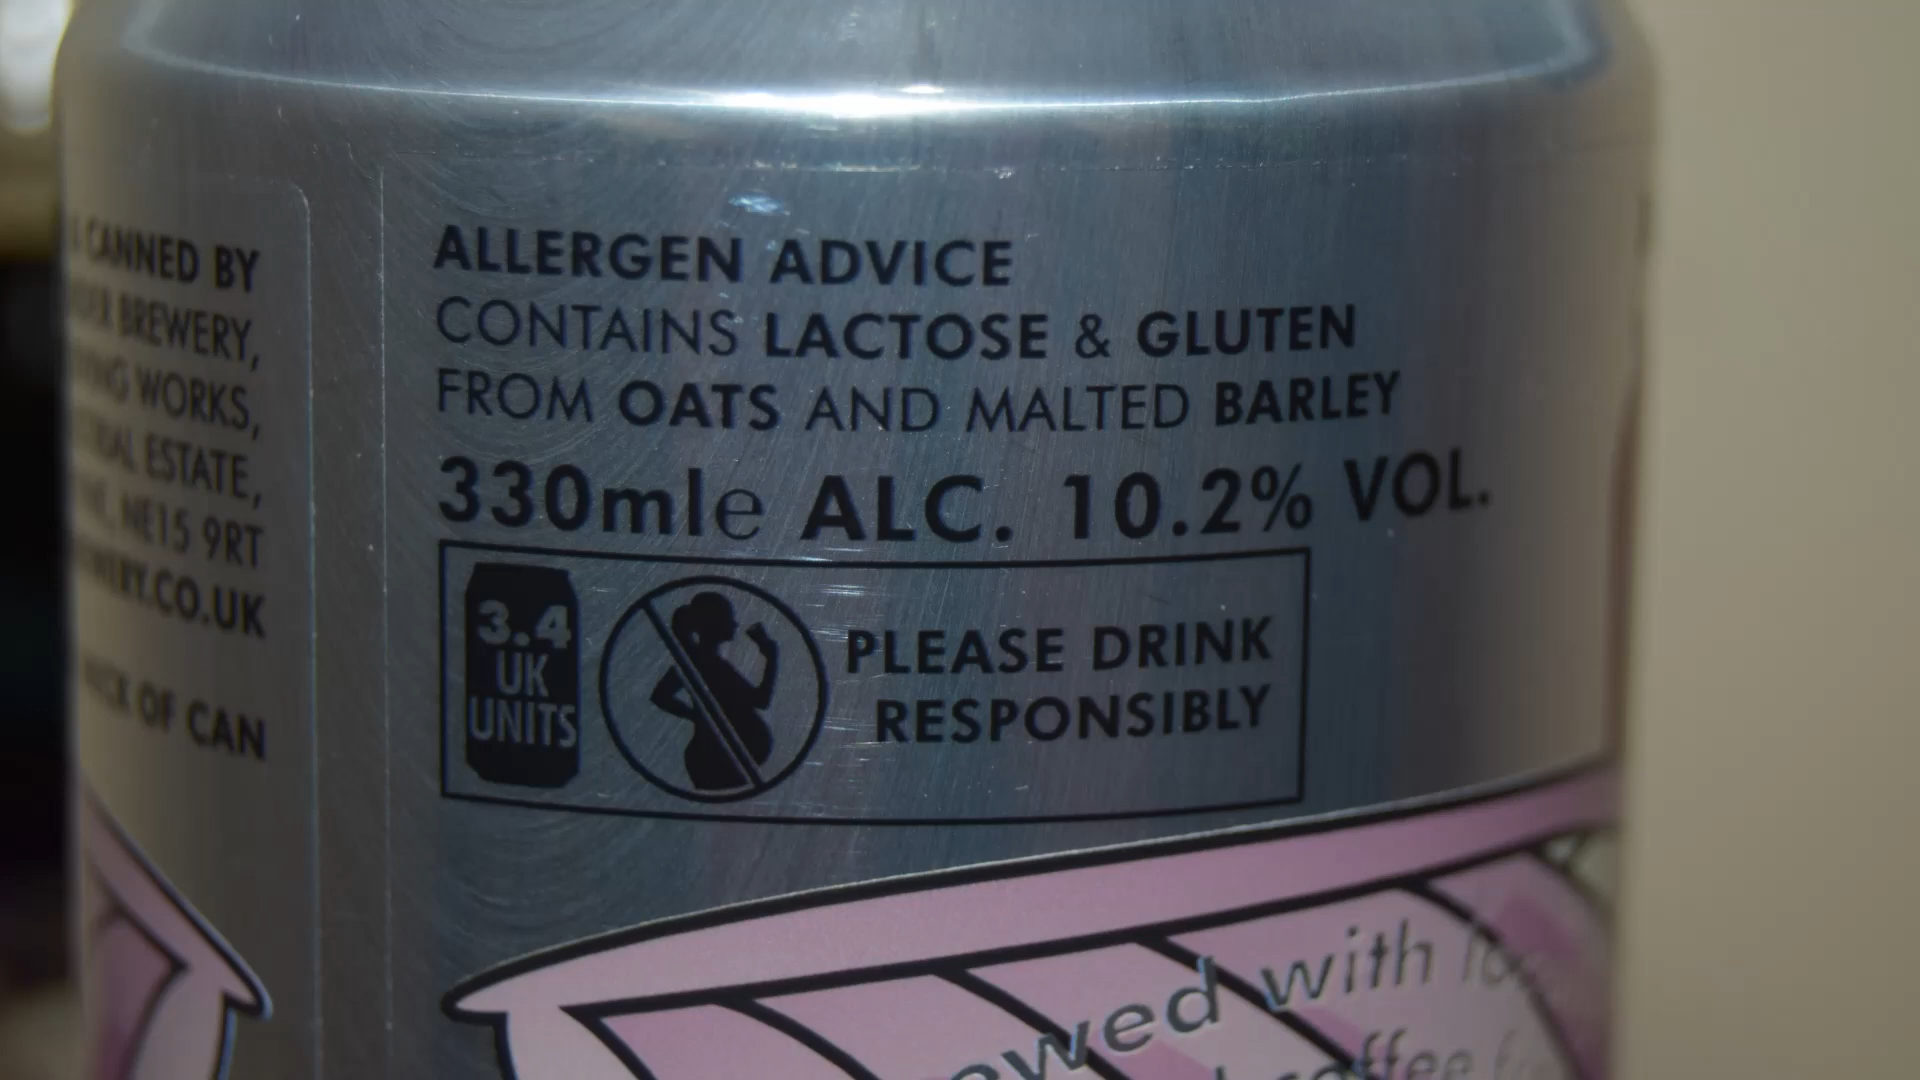 CANNED BY
BREWERY,
WORKS,
ESTATE,
NE15 9RT
.CO.UK
OF CAN
ALLERGEN ADVICE
CONTAINS LACTOSE & GLUTEN
FROM OATS AND MALTED BARLEY
330mle ALC. 10.2% VOL.
3.4
UK
UNITS
PLEASE DRINK
RESPONSIBLY
with